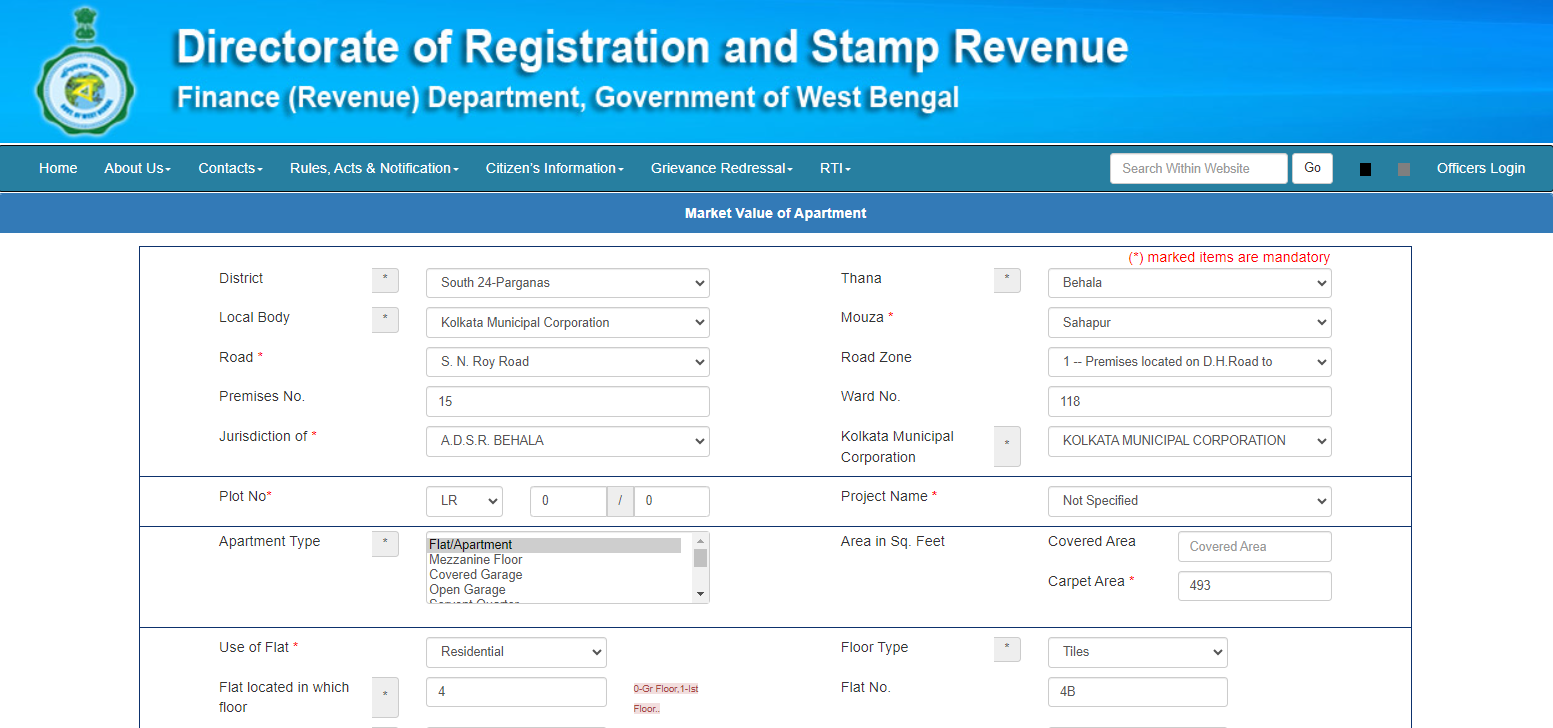 Directorate of Registration and Stamp Revenue
Finance (Revenue) Department, Government of West Bengal
Home About Us Contacts Rules, Acts & Notification Citizen's Information Grievance Redressal RTI Search Within Website Go Officers Login
Market Value of Apartment
(*) marked items are mandatory
District * South 24-Parganas Thana * Behala
Local Body * Kolkata Municipal Corporation Mouza * Sahapur
Road * S. N. Roy Road Road Zone 1 -- Premises located on D.H.Road to
Premises No. 15 Ward No. 118
Jurisdiction of * A.D.S.R. BEHALA Kolkata Municipal Corporation * KOLKATA MUNICIPAL CORPORATION
Plot No* LR 0 / 0 Project Name * Not Specified
Apartment Type * Flat/Apartment Area in Sq. Feet Covered Area Covered Area
Mezzanine Floor
Covered Garage Carpet Area * 493
Open Garage
Use of Flat * Residential Floor Type * Tiles
Flat located in which floor * 4 0-Gr Floor,1-Ist Floor.. Flat No. 4B